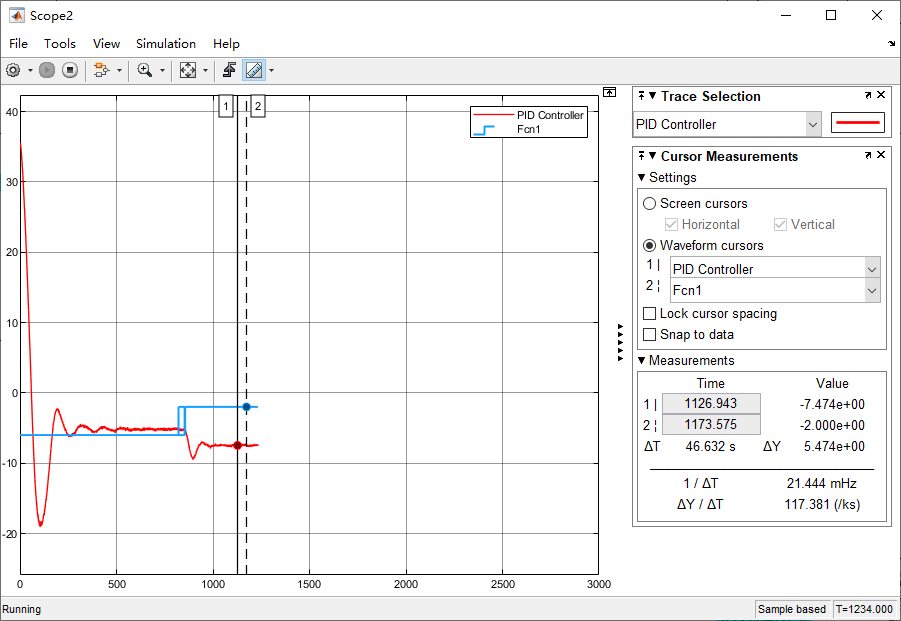 Scope2
File Tools View Simulation Help
Trace Selection
PID Controller
Cursor Measurements
Settings
Screen cursors
Horizontal Vertical
Waveform cursors
1 | PID Controller
2 ¦ Fcn1
Lock cursor spacing
Snap to data
Measurements
Time Value
1 | 1126.943 -7.474e+00
2 ¦ 1173.575 -2.000e+00
ΔT 46.632 s ΔY 5.474e+00
1 / ΔT 21.444 mHz
ΔY / ΔT 117.381 (/ks)
1 2
PID Controller
Fcn1
40
30
20
10
0
-10
-20
0 500 1000 1500 2000 2500 3000
Running Sample based T=1234.000